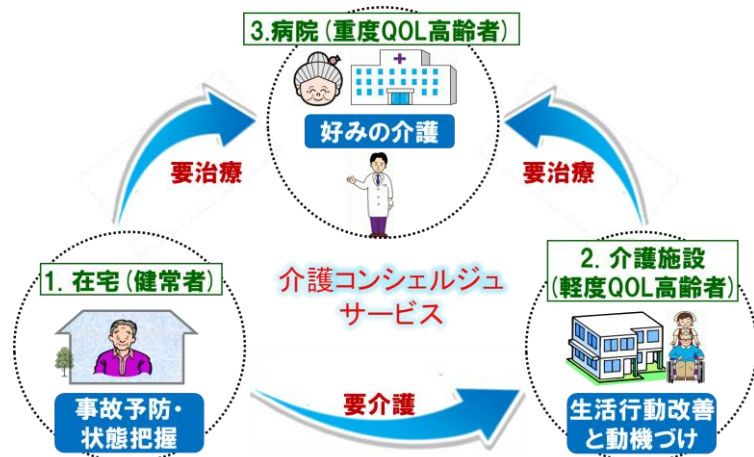 3.病院(重度QOL高齢者)
好みの介護
要治療
要治療
1. 在宅(健常者)
介護コンシェルジュ
サービス
2. 介護施設
(軽度QOL高齢者)
事故予防・
状態把握
要介護
生活行動改善
と動機づけ